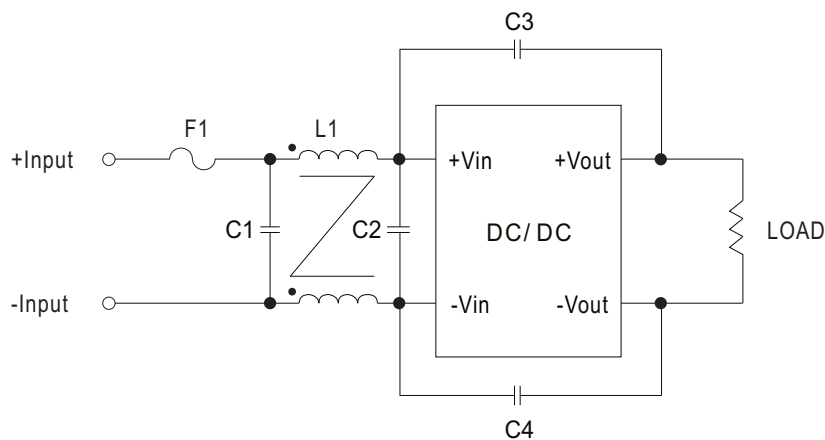 C3
F1
L1
+Input
+Vin
+Vout
C1
C2
DC/DC
LOAD
-Input
-Vin
-Vout
C4